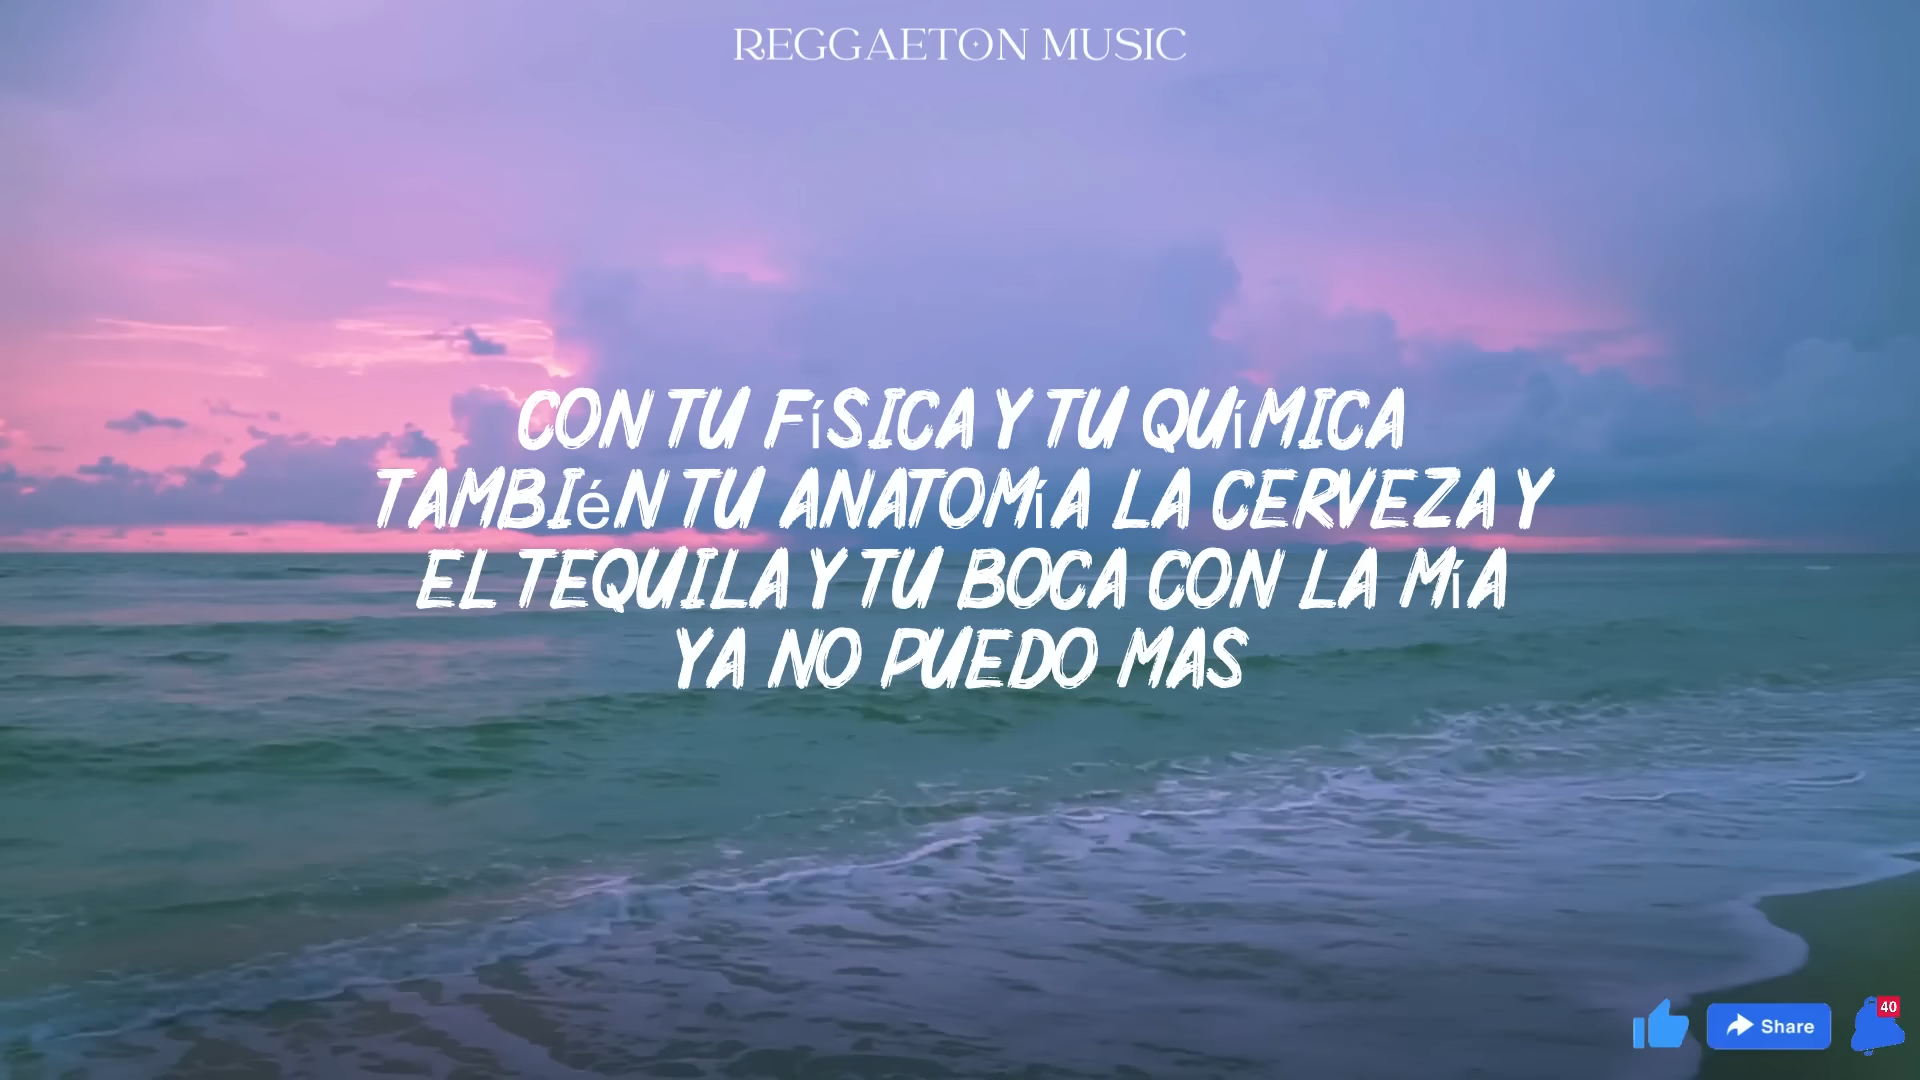 REGGAETON MUSIC
CON TU FíSICA Y TU QUíMICA
TAMBIéN TU ANATOMíA LA CERVEZA Y
EL TEQUILA Y TU BOCA CON LA MíA
YA NO PUEDO MAS
40
Share